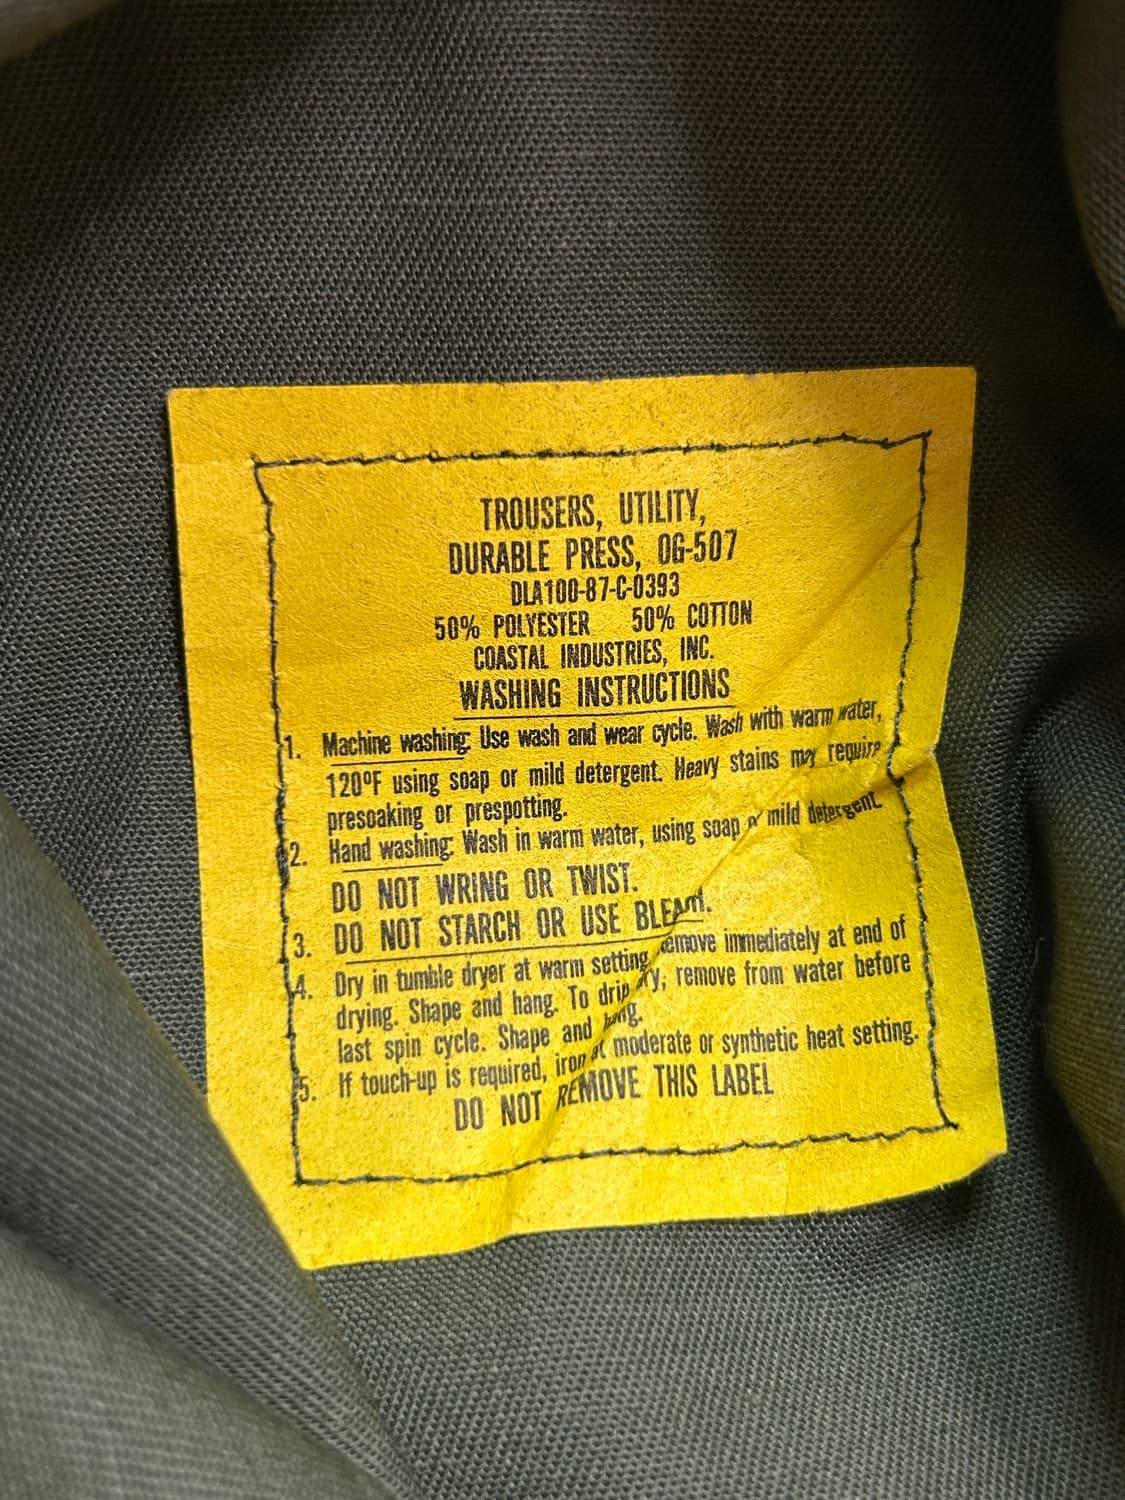 TROUSERS, UTILITY,
DURABLE PRESS, OG-507
DLA100-87-C-0393
50% POLYESTER 50% COTTON
COASTAL INDUSTRIES, INC.
WASHING INSTRUCTIONS
1. Machine washing: Use wash and wear cycle. Wash with warm water,
120ºF using soap or mild detergent. Heavy stains may require
presoaking or prespotting.
2. Hand washing: Wash in warm water, using soap or mild detergent.
DO NOT WRING OR TWIST.
3. DO NOT STARCH OR USE BLEACH.
4. Dry in tumble dryer at warm setting, remove immediately at end of
drying. Shape and hang. To drip dry, remove from water before
last spin cycle. Shape and hang.
5. If touch-up is required, iron at moderate or synthetic heat setting.
DO NOT REMOVE THIS LABEL